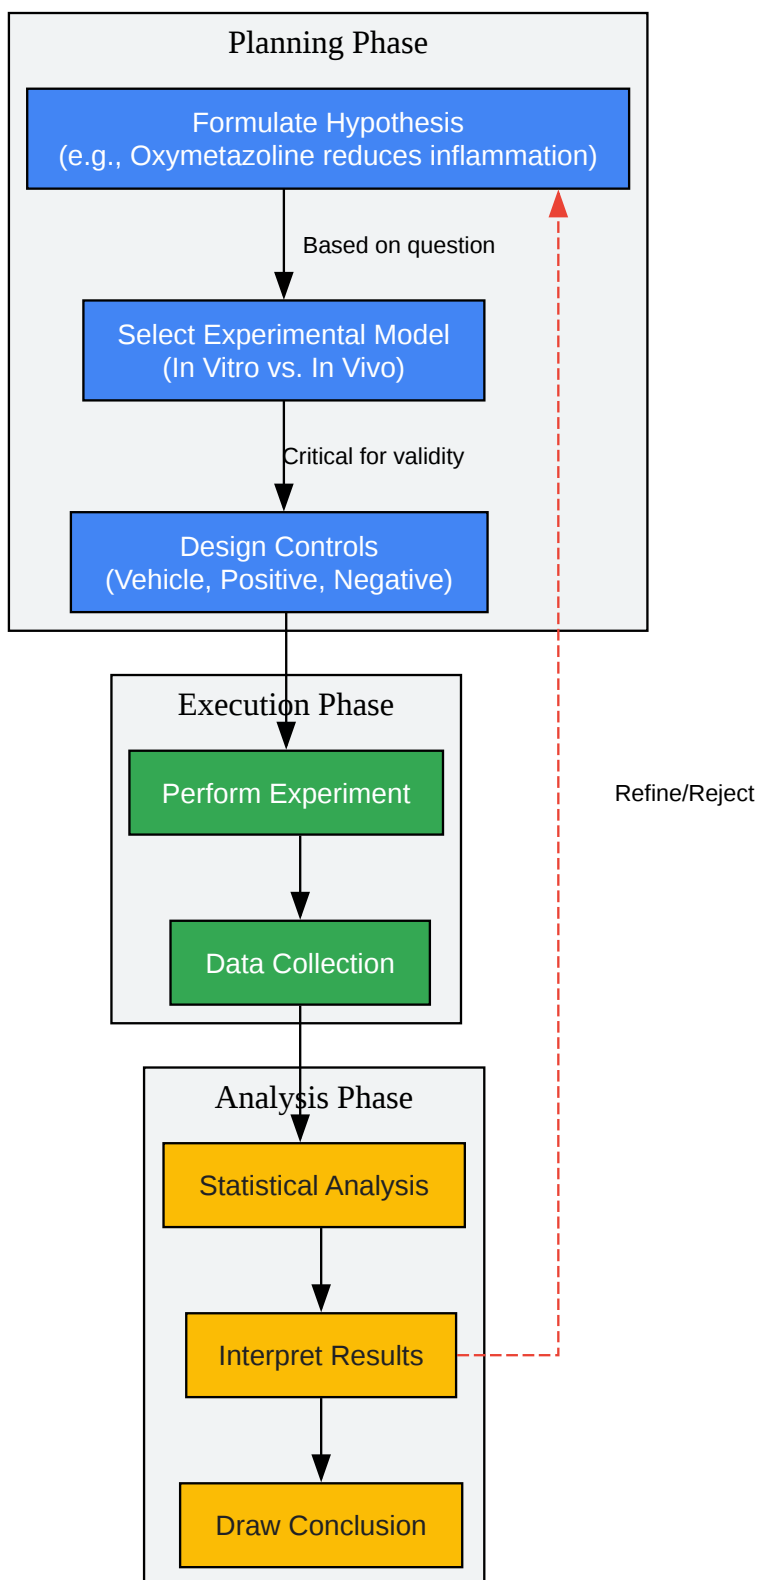 Planning Phase
Formulate Hypothesis
(e.g., Oxymetazoline reduces inflammation)
Based on question
Select Experimental Model
(In Vitro vs. In Vivo)
Critical for validity
Design Controls
(Vehicle, Positive, Negative)
Execution Phase
Perform Experiment
Refine/Reject
Data Collection
Analysis Phase
Statistical Analysis
Interpret Results
Draw Conclusion